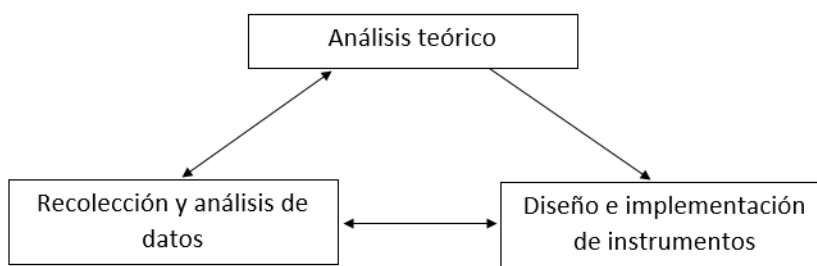 Análisis teórico
Recolección y análisis de
datos
Diseño e implementación
de instrumentos